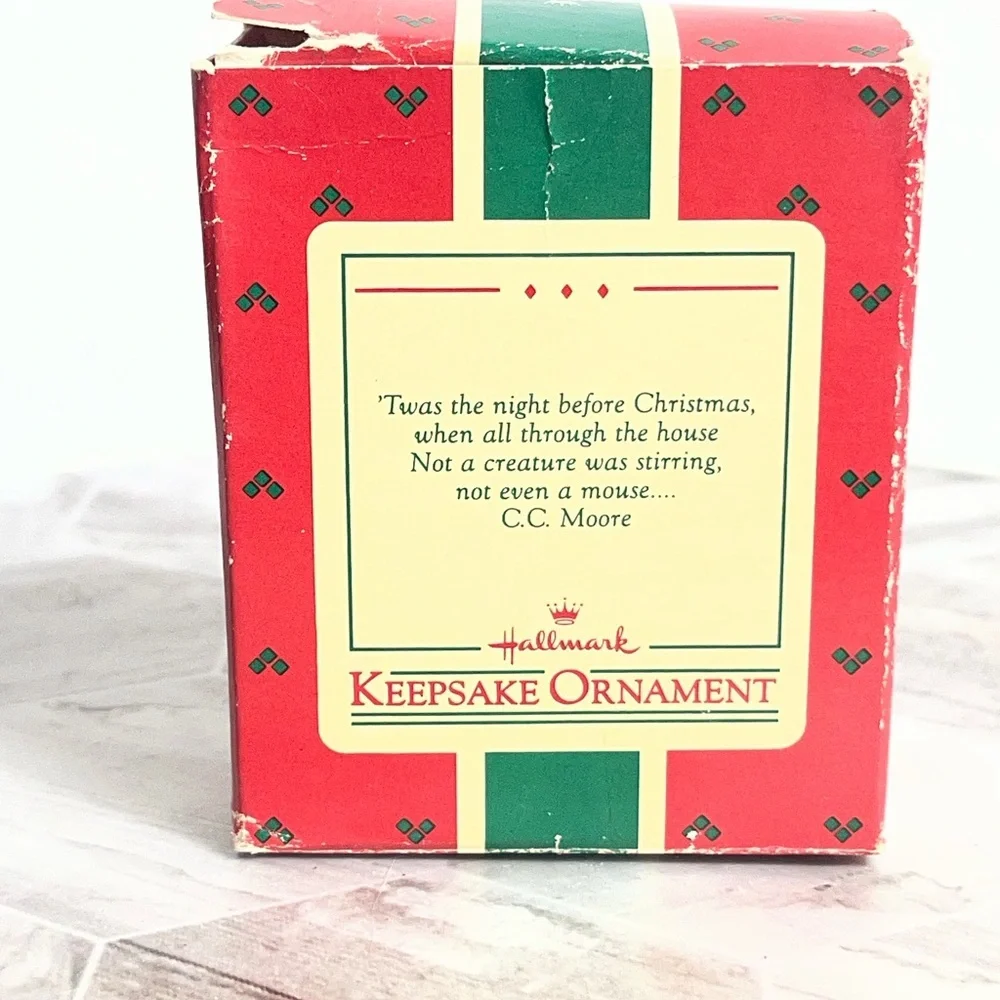 'Twas the night before Christmas,
when all through the house
Not a creature was stirring,
not even a mouse....
C.C. Moore
Hallmark
KEEPSAKE ORNAMENT